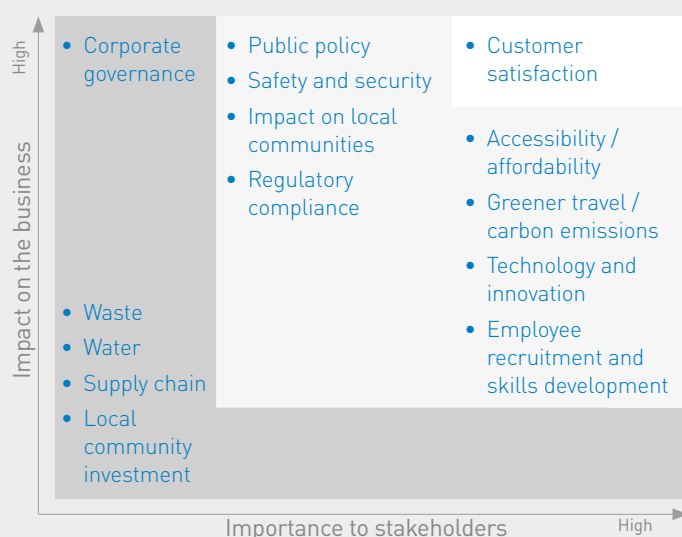 High
Impact on the business
• Corporate
governance
• Waste
• Water
• Supply chain
• Local
community
investment
• Public policy
• Safety and security
• Impact on local
communities
• Regulatory
compliance
• Customer
satisfaction
• Accessibility /
affordability
• Greener travel /
carbon emissions
• Technology and
innovation
• Employee
recruitment and
skills development
Importance to stakeholders
High